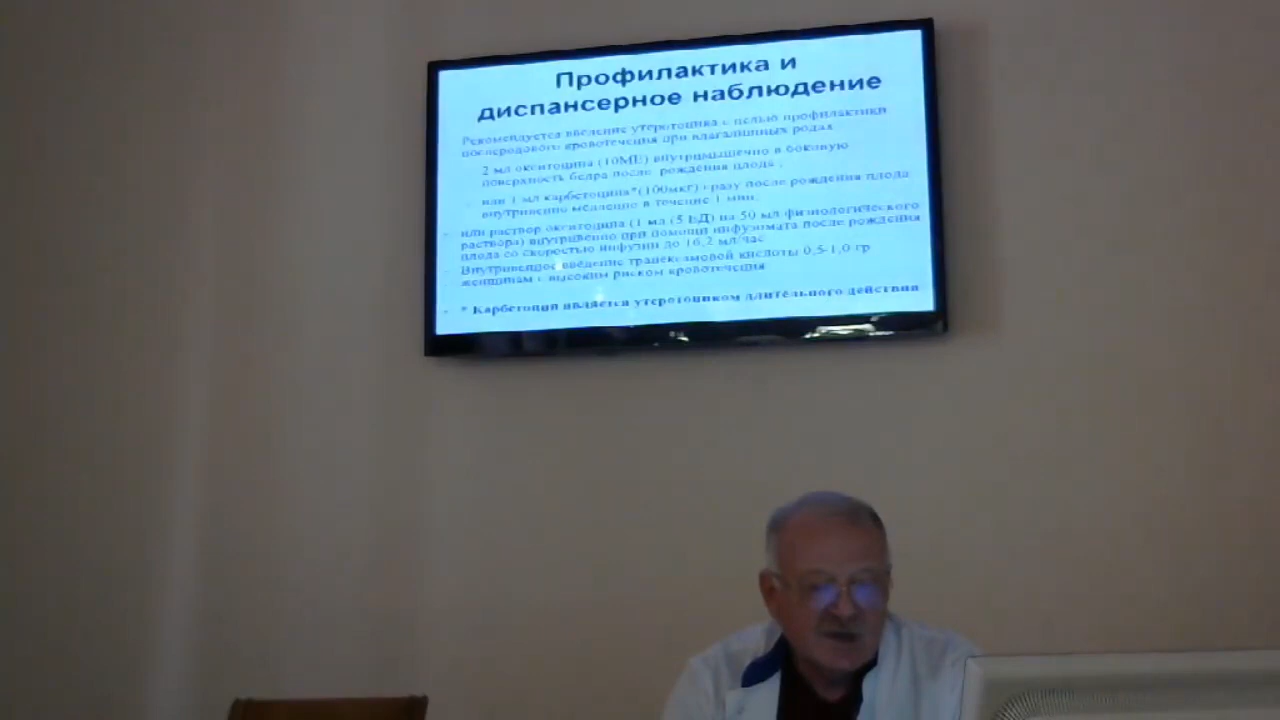 Профилактика и
диспансерное наблюдение
Рекомендуется введение утеротоника с целью профилактики
послеродового кровотечения при влагалищных родах
2 мл окситоцина (10МЕ) внутримышечно в боковую
поверхность бедра после рождения плода .
- или 1 мл карбетоцина*(100мкг) сразу после рождения плода
внутривенно медленно в течение 1 мин.
- или раствор окситоцина (1 мл (5 ЕД) на 50 мл физиологического
раствора) внутривенно при помощи инфузомата после рождения
плода со скоростью инфузии до 16,2 мл/час
- Внутривенное введение транексамовой кислоты 0,5-1,0 гр
женщинам с высоким риском кровотечения
- * Карбетоцин является утеротоником длительного действия